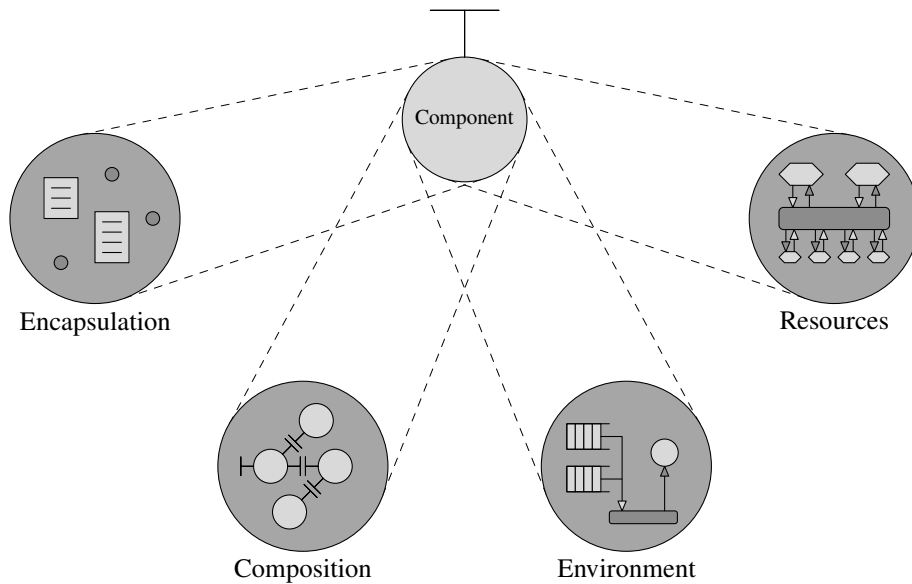 Component
Encapsulation
Resources
Composition
Environment